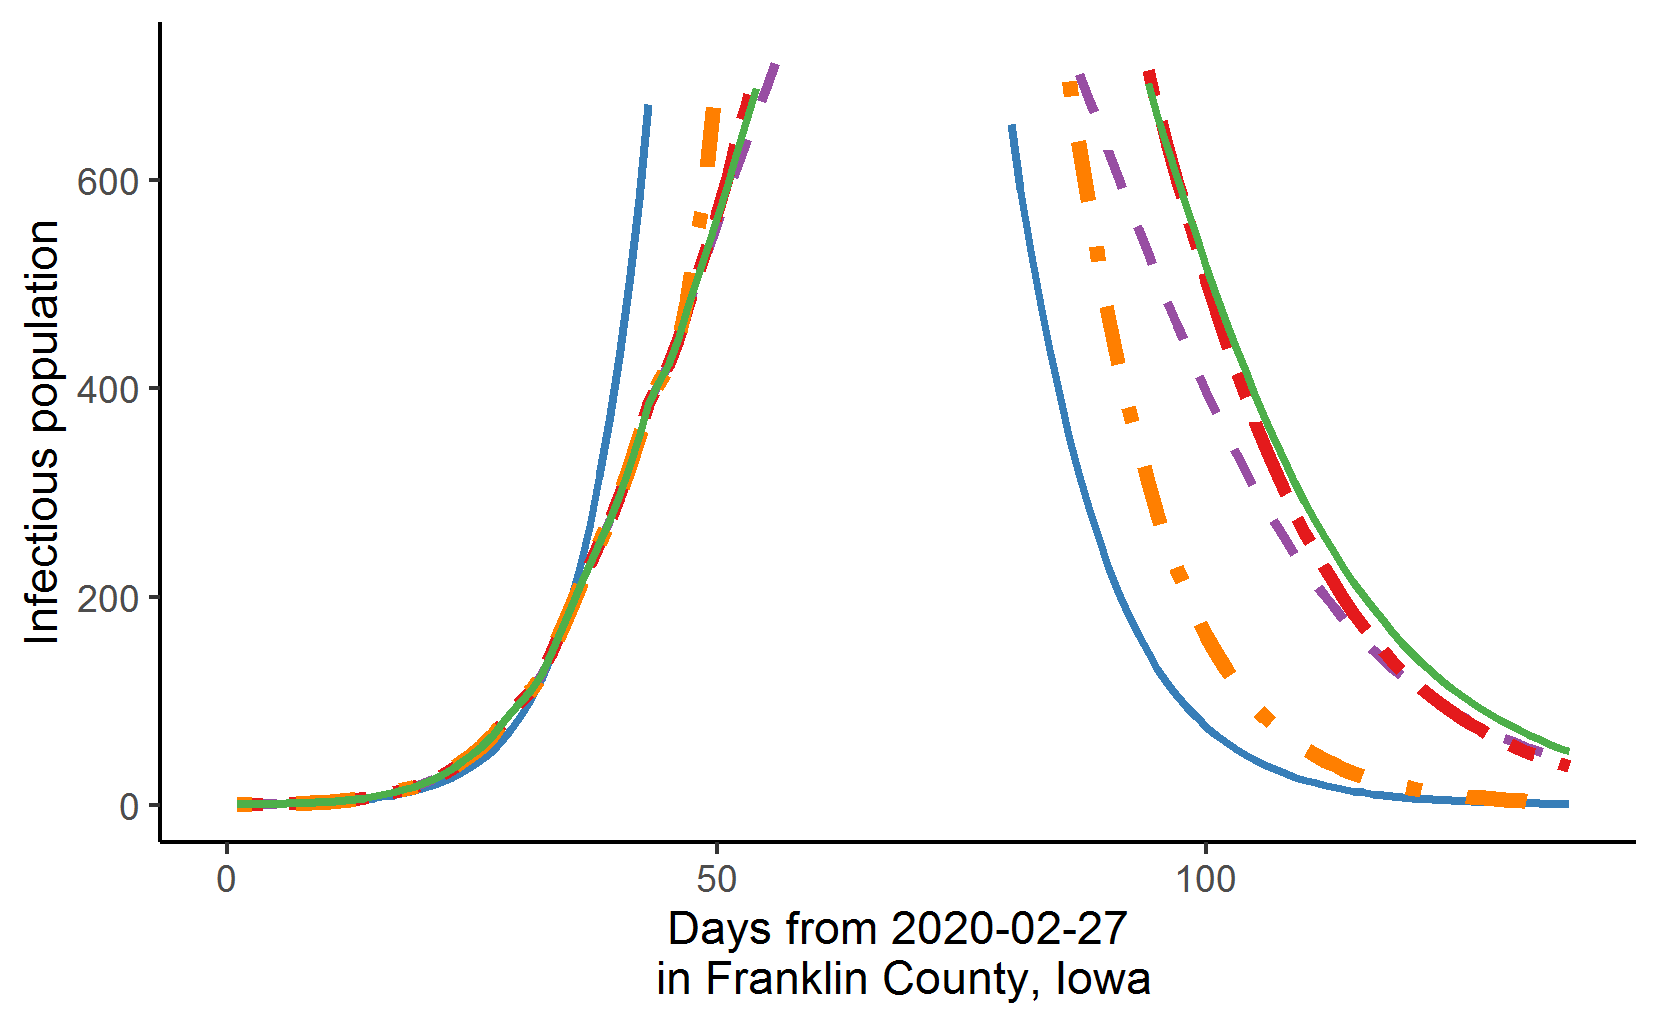 Infectious population
600
400
200
0
0 50 100
Days from 2020-02-27
in Franklin County, Iowa